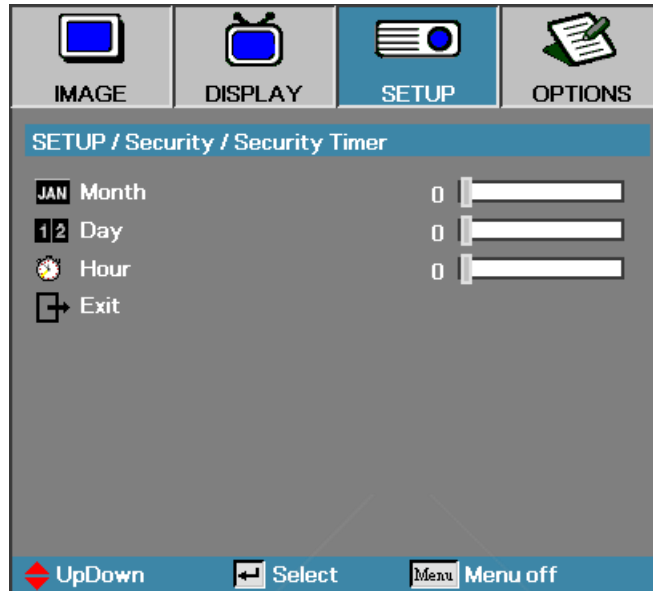 IMAGE DISPLAY SETUP OPTIONS
SETUP / Security / Security Timer
JAN Month 0
1 2 Day 0
Hour 0
Exit
UpDown Select Menu Menu off